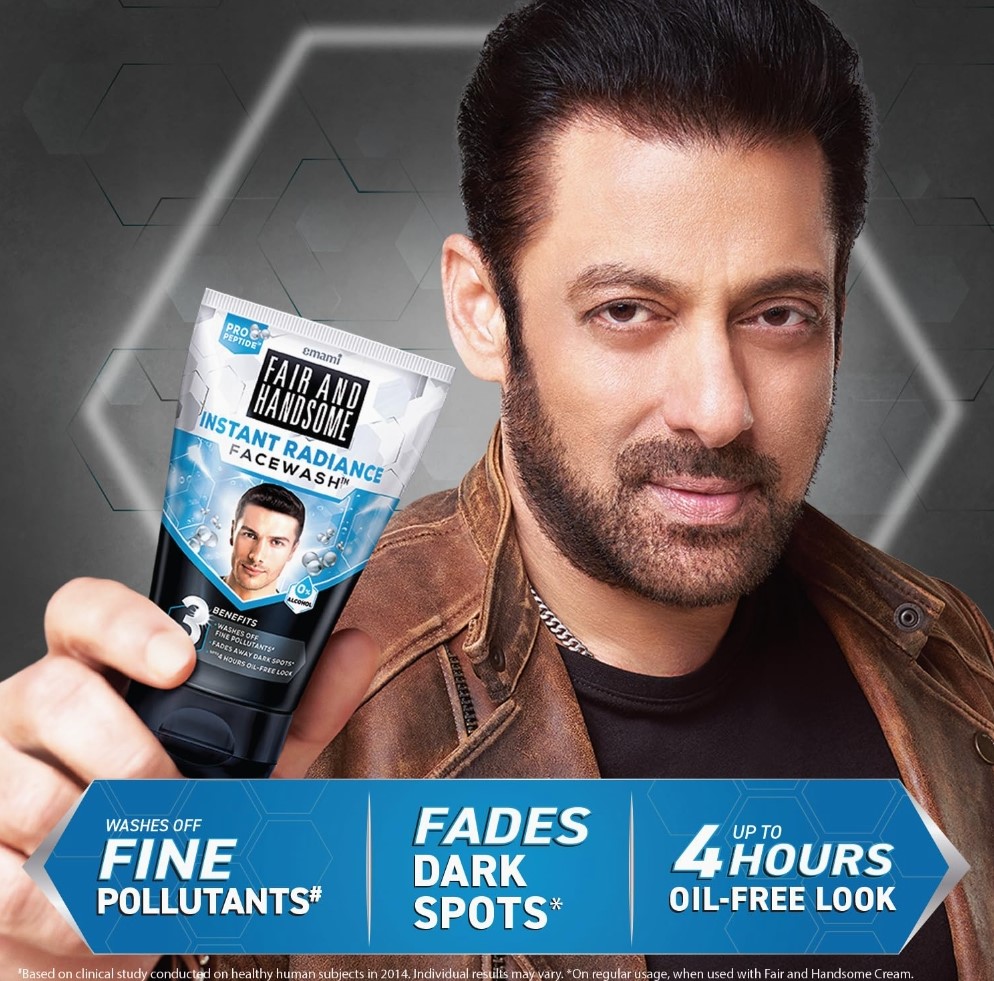 PRO
PEPTIDE*
emami
FAIR AND
HANDSOME
INSTANT RADIANCE
FACEWASH™
0%
ALCOHOL
3
BENEFITS
• WASHES OFF
FINE POLLUTANTS#
• FADES AWAY DARK SPOTS*
4 HOURS OIL-FREE LOOK
WASHES OFF
FINE
POLLUTANTS#
FADES
DARK
SPOTS*
UP TO
4 HOURS
OIL-FREE LOOK
#Based on clinical study conducted on healthy human subjects in 2014. Individual results may vary. *On regular usage, when used with Fair and Handsome Cream.